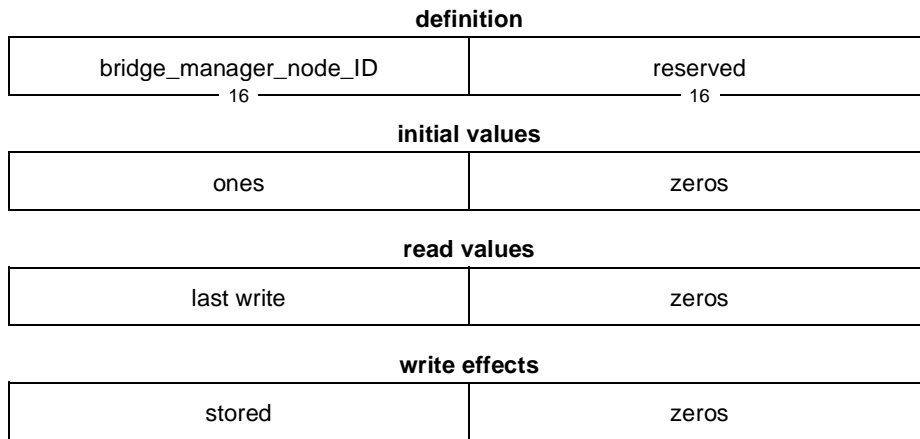 definition
bridge_manager_node_ID reserved
16 16
initial values
ones zeros
read values
last write zeros
write effects
stored zeros